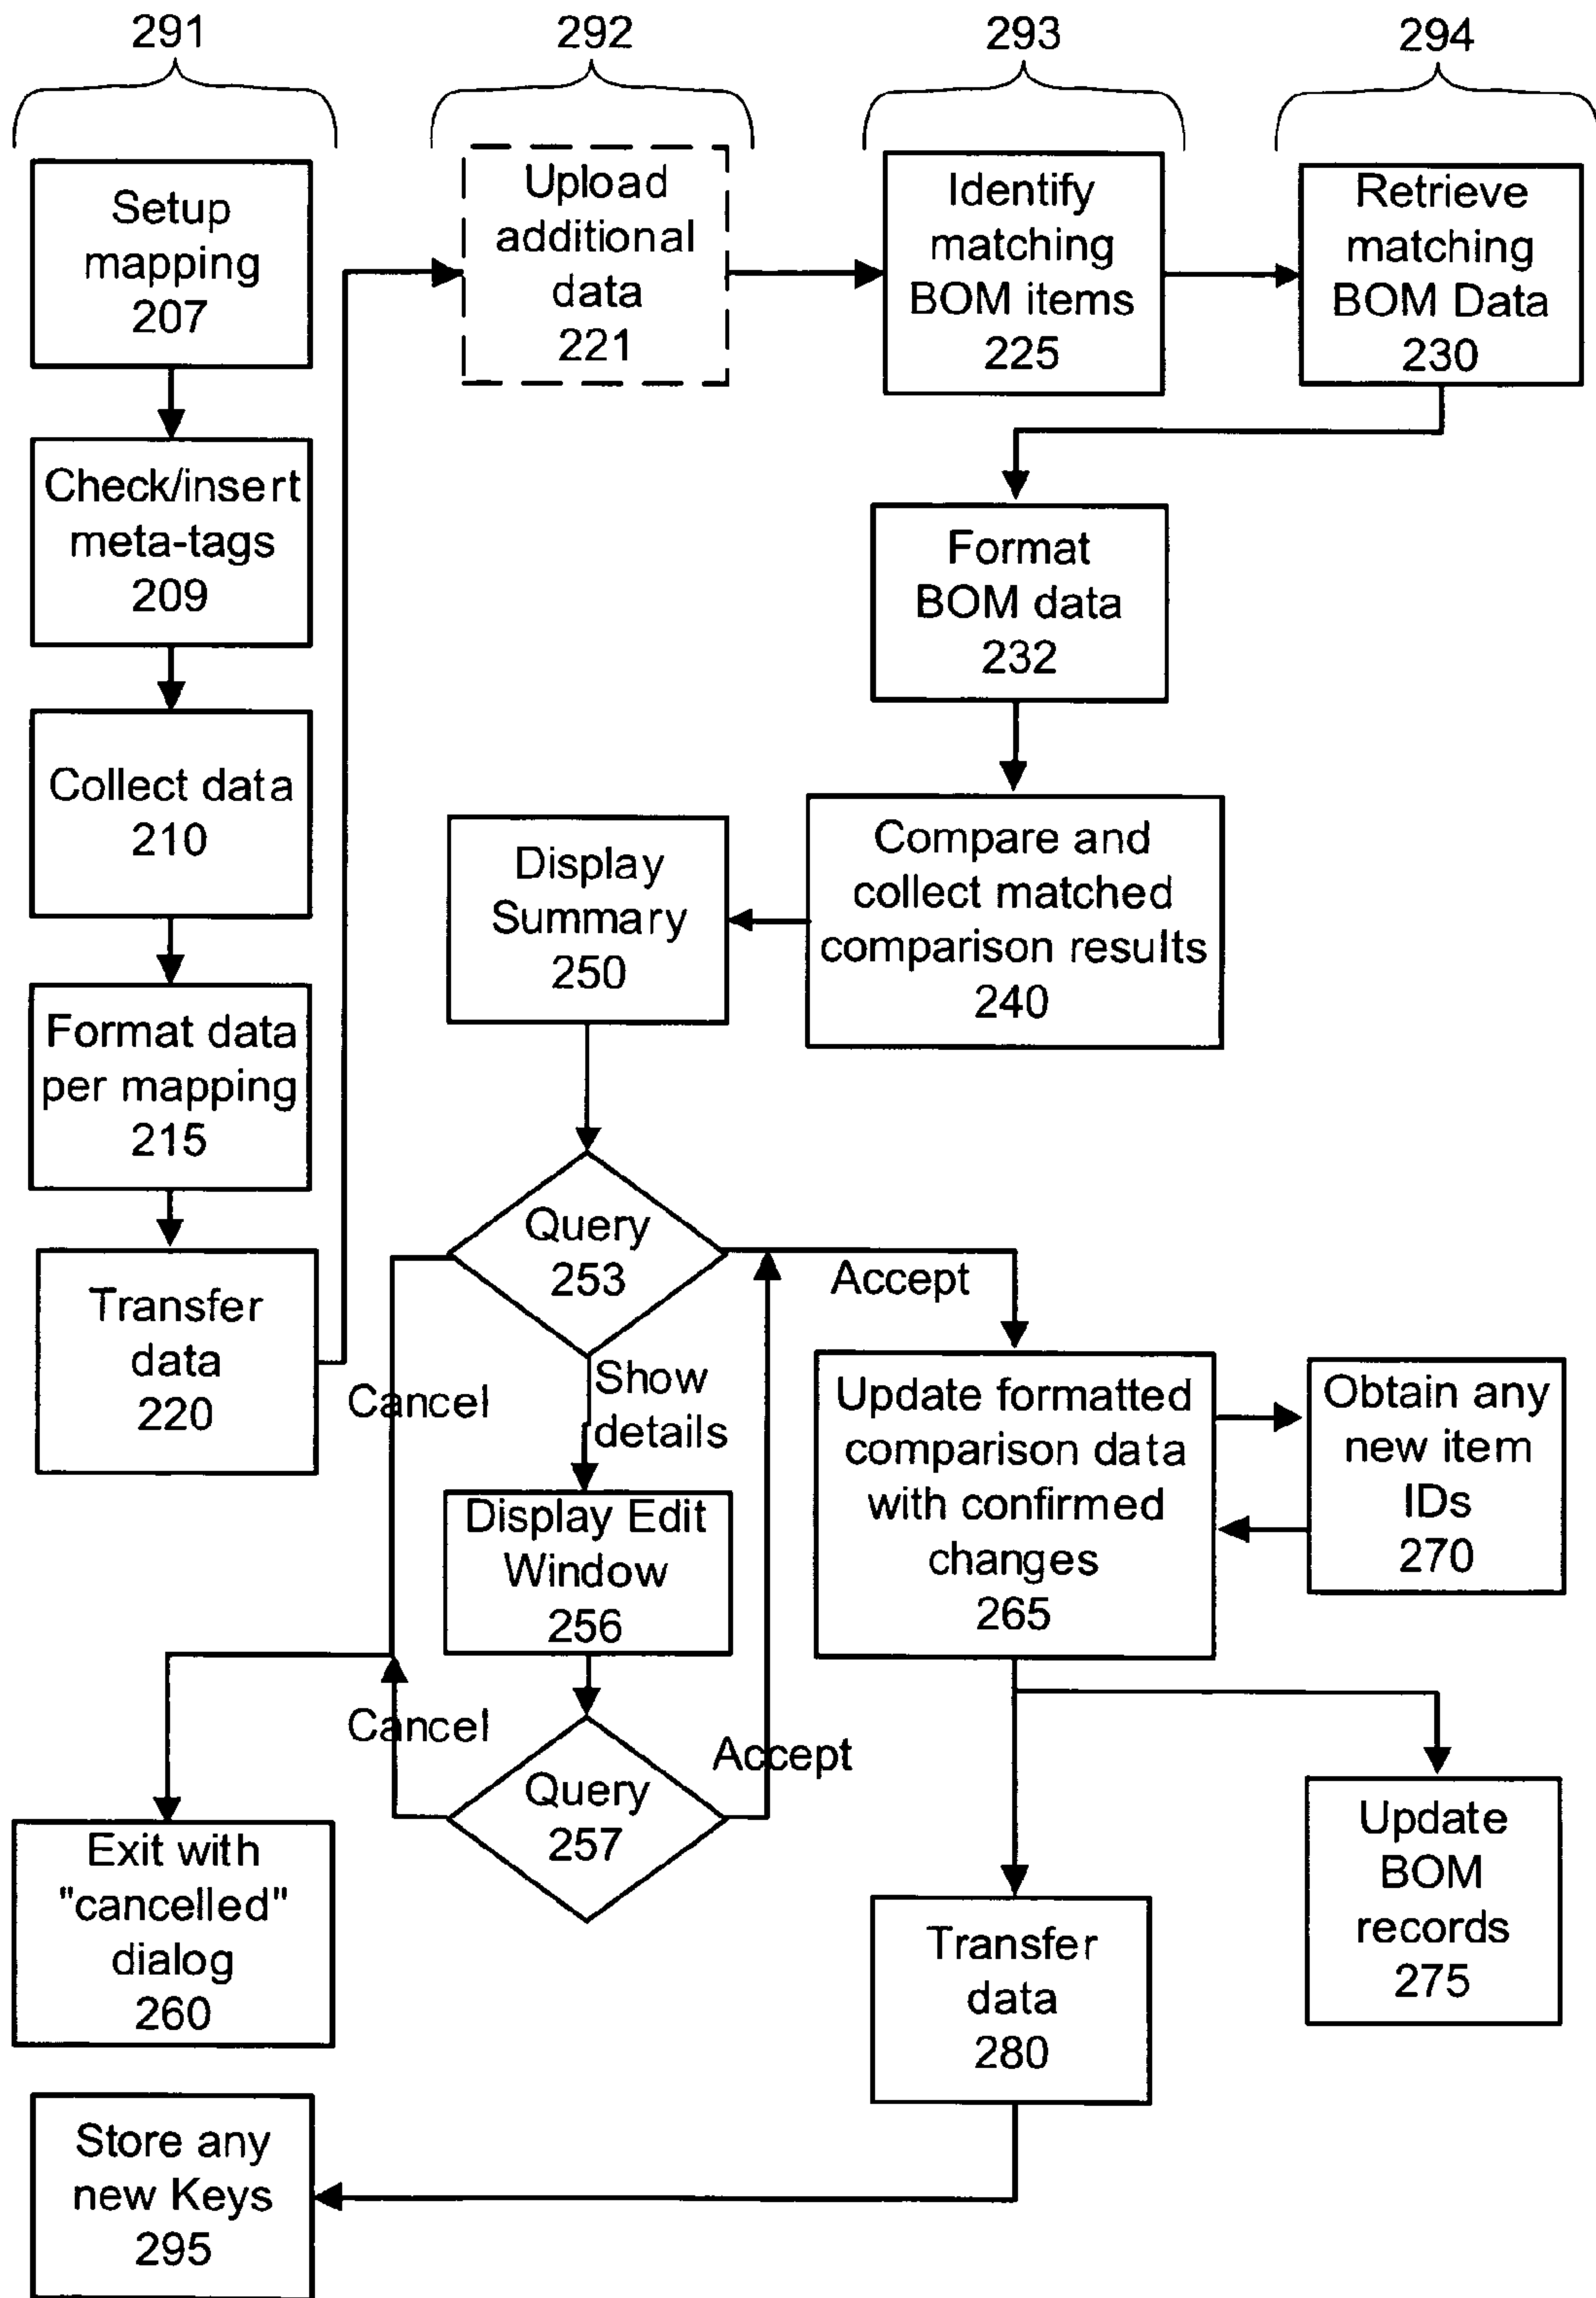 291
292
293
294
Setup
mapping
207
Upload
additional
data
221
Identify
matching
BOM items
225
Retrieve
matching
BOM Data
230
Check/insert
meta-tags
209
Format
BOM data
232
Collect data
210
Display
Summary
250
Compare and
collect matched
comparison results
240
Format data
per mapping
215
Query
253
Accept
Transfer
data
220
Cancel
Show
details
Update formatted
comparison data
with confirmed
changes
265
Obtain any
new item
IDs
270
Display Edit
Window
256
Cancel
Accept
Query
257
Exit with
"cancelled"
dialog
260
Update
BOM
records
275
Transfer
data
280
Store any
new Keys
295